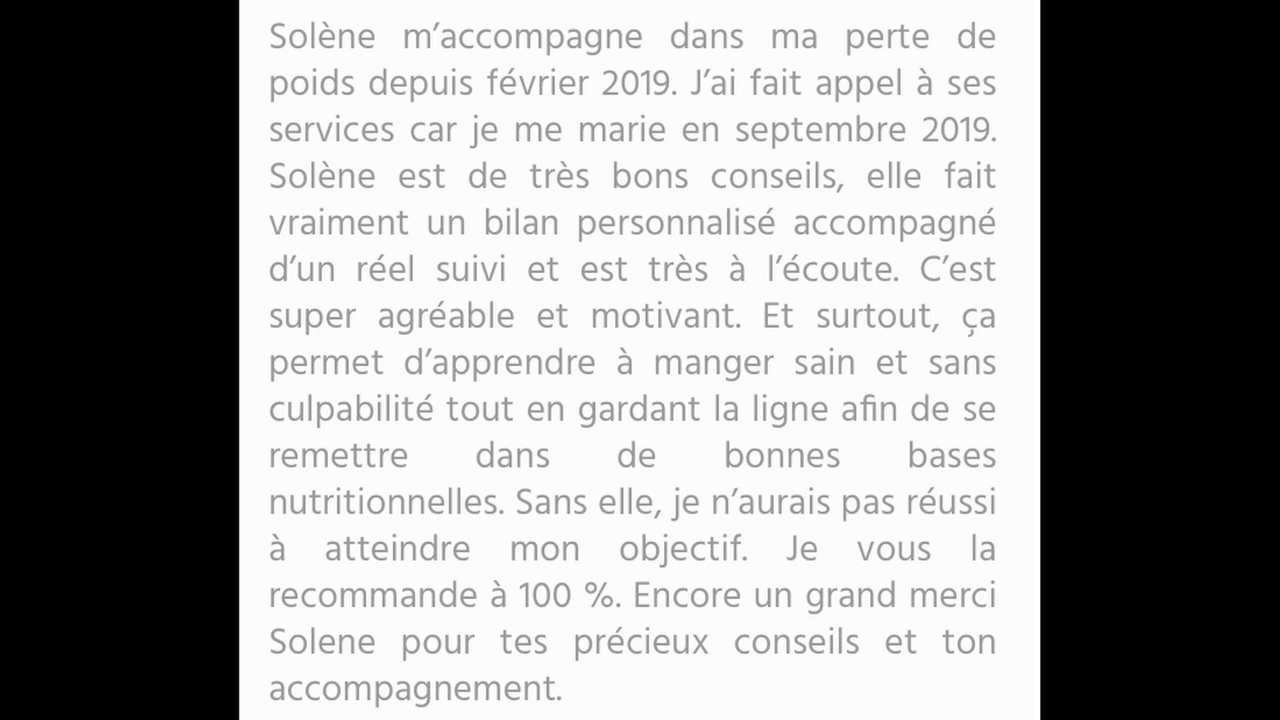 Solène m’accompagne dans ma perte de
poids depuis février 2019. J’ai fait appel à ses
services car je me marie en septembre 2019.
Solène est de très bons conseils, elle fait
vraiment un bilan personnalisé accompagné
d’un réel suivi et est très à l’écoute. C’est
super agréable et motivant. Et surtout, ça
permet d’apprendre à manger sain et sans
culpabilité tout en gardant la ligne afin de se
remettre dans de bonnes bases
nutritionnelles. Sans elle, je n’aurais pas réussi
à atteindre mon objectif. Je vous la
recommande à 100 %. Encore un grand merci
Solene pour tes précieux conseils et ton
accompagnement.